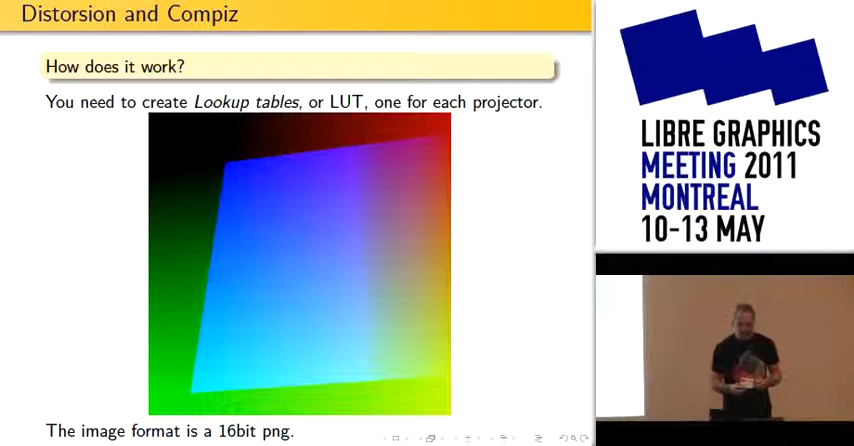 Distorsion and Compiz
How does it work?
You need to create Lookup tables, or LUT, one for each projector.
The image format is a 16bit png.
LIBRE GRAPHICS
MEETING 2011
MONTREAL
10-13 MAY